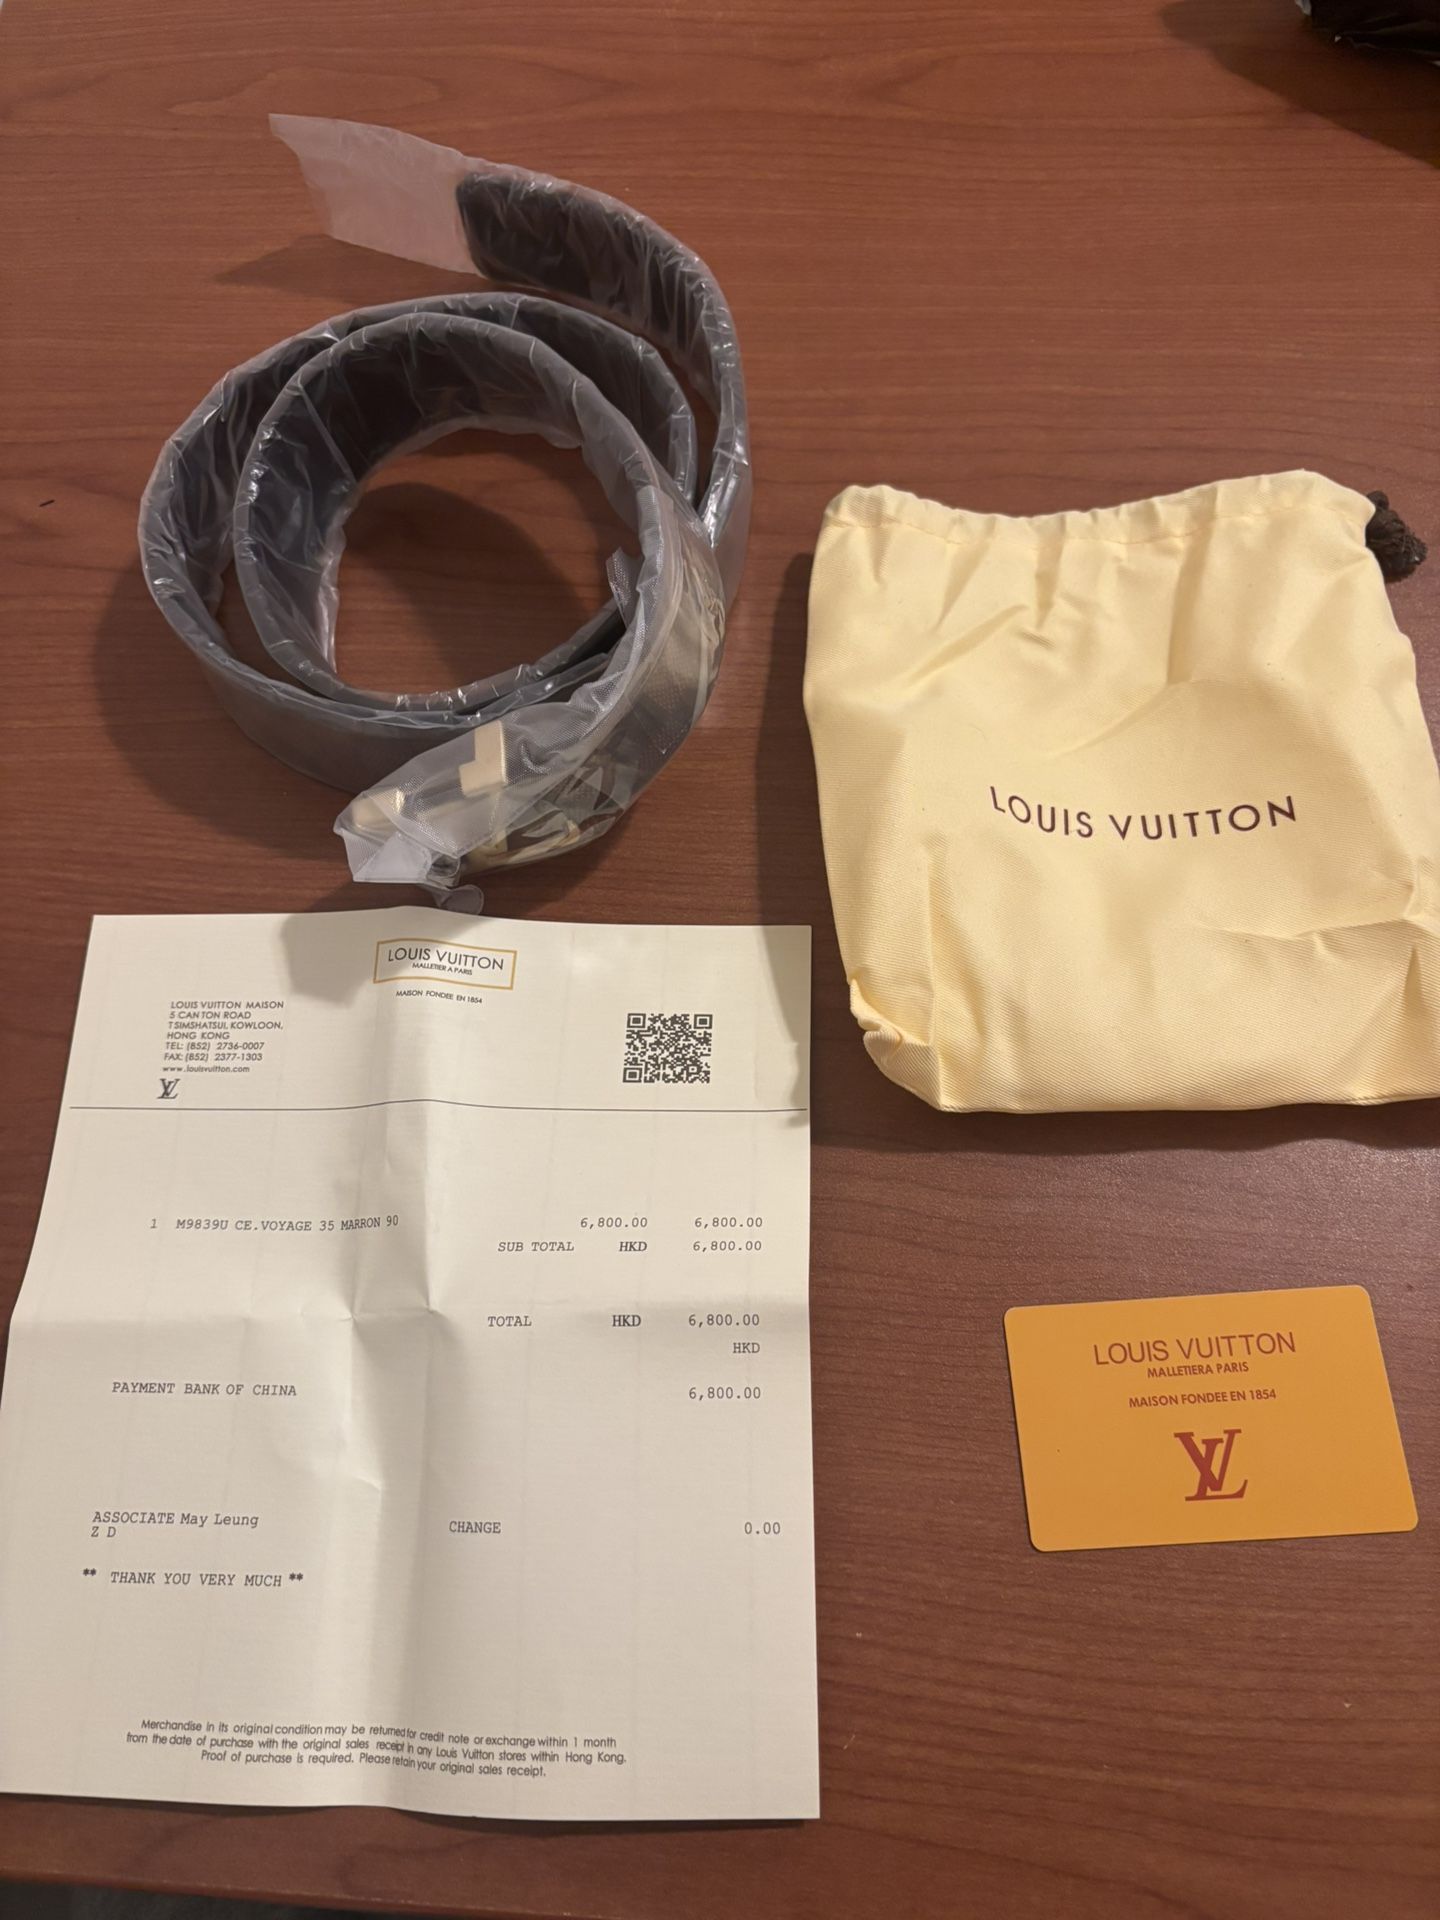 LOUIS VUITTON
LOUIS VUITTON
MALLETIER A PARIS
MAISON FONDEE EN 1854
LOUIS VUITTON MAISON
5 CANTON ROAD
TSIMSHATSUI, KOWLOON,
HONG KONG
TEL: (852) 2736-0007
FAX: (852) 2377-1303
www.louisvuitton.com
LV
1 M9839U CE.VOYAGE 35 MARRON 90 6,800.00 6,800.00
SUB TOTAL HKD 6,800.00
TOTAL HKD 6,800.00
HKD
PAYMENT BANK OF CHINA 6,800.00
ASSOCIATE May Leung
Z D
CHANGE 0.00
** THANK YOU VERY MUCH **
Merchandise in its original condition may be returned for credit note or exchange within 1 month
from the date of purchase with the original sales receipt in any Louis Vuitton stores within Hong Kong.
Proof of purchase is required. Please retain your original sales receipt.
LOUIS VUITTON
MALLETIERA PARIS
MAISON FONDEE EN 1854
LV